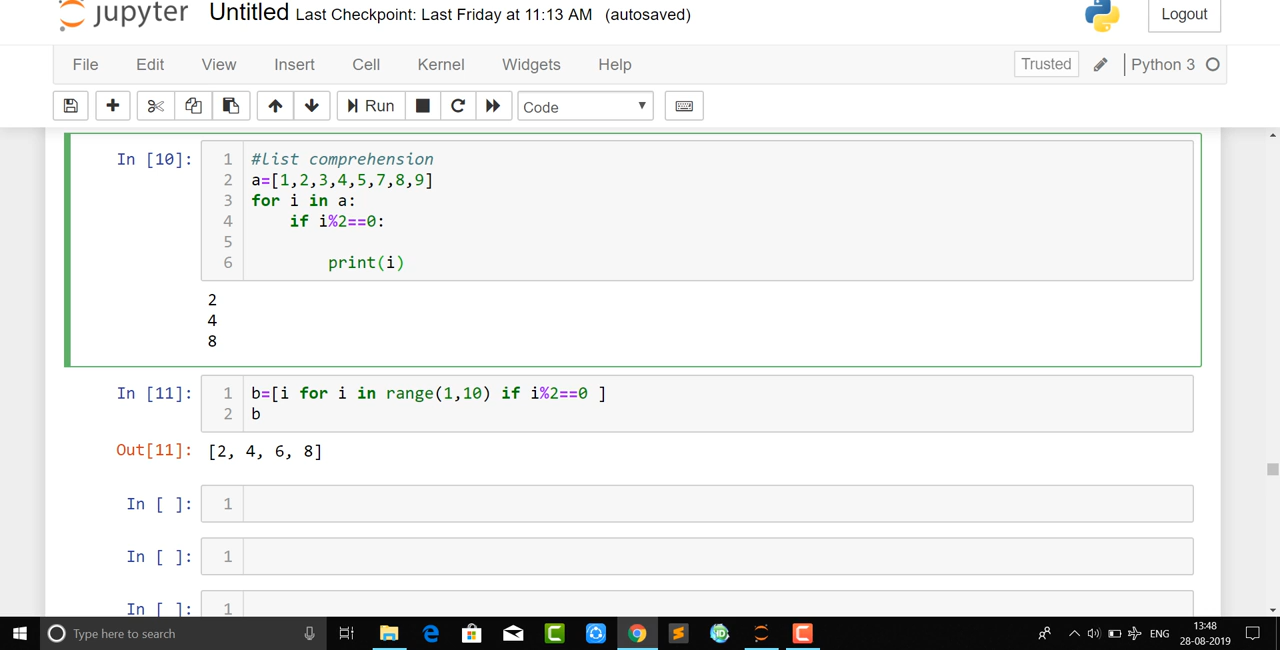 jupyter Untitled Last Checkpoint: Last Friday at 11:13 AM (autosaved) Logout
File Edit View Insert Cell Kernel Widgets Help Trusted Python 3
Run Code
In [10]: 1 #list comprehension
2 a=[1,2,3,4,5,7,8,9]
3 for i in a:
4 if i%2==0:
5
6 print(i)
2
4
8
In [11]: 1 b=[i for i in range(1,10) if i%2==0 ]
2 b
Out[11]: [2, 4, 6, 8]
In [ ]: 1
In [ ]: 1
In [ ]: 1
Type here to search ENG 13:48
28-08-2019